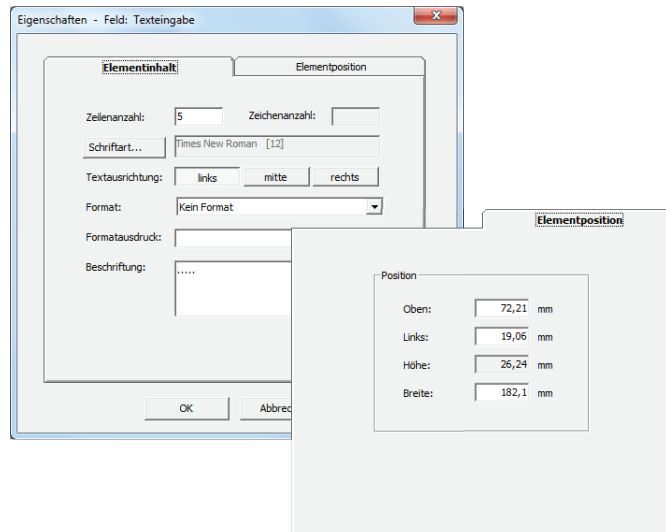 Eigenschaften - Feld: Texteingabe
x
Elementinhalt Elementposition
Zeilenanzahl: 5 Zeichenanzahl:
Schriftart... Times New Roman [12]
Textausrichtung: links mitte rechts
Format: Kein Format
Formatausdruck:
Beschriftung: .....
OK
Elementposition
Position
Oben: 72,21 mm
Links: 19,06 mm
Höhe: 26,24 mm
Breite: 182,1 mm